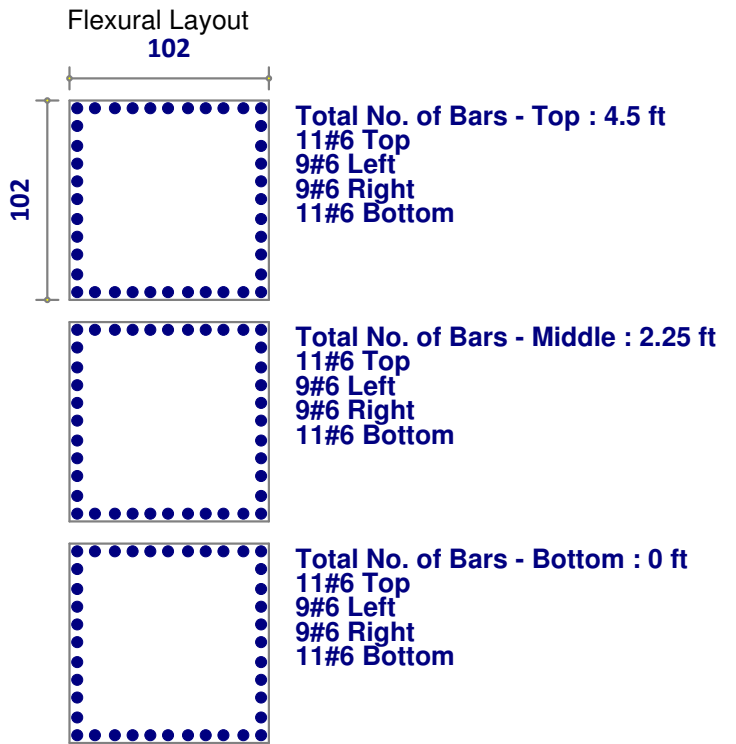 Flexural Layout
102
102
Total No. of Bars - Top : 4.5 ft
11#6 Top
9#6 Left
9#6 Right
11#6 Bottom
Total No. of Bars - Middle : 2.25 ft
11#6 Top
9#6 Left
9#6 Right
11#6 Bottom
Total No. of Bars - Bottom : 0 ft
11#6 Top
9#6 Left
9#6 Right
11#6 Bottom